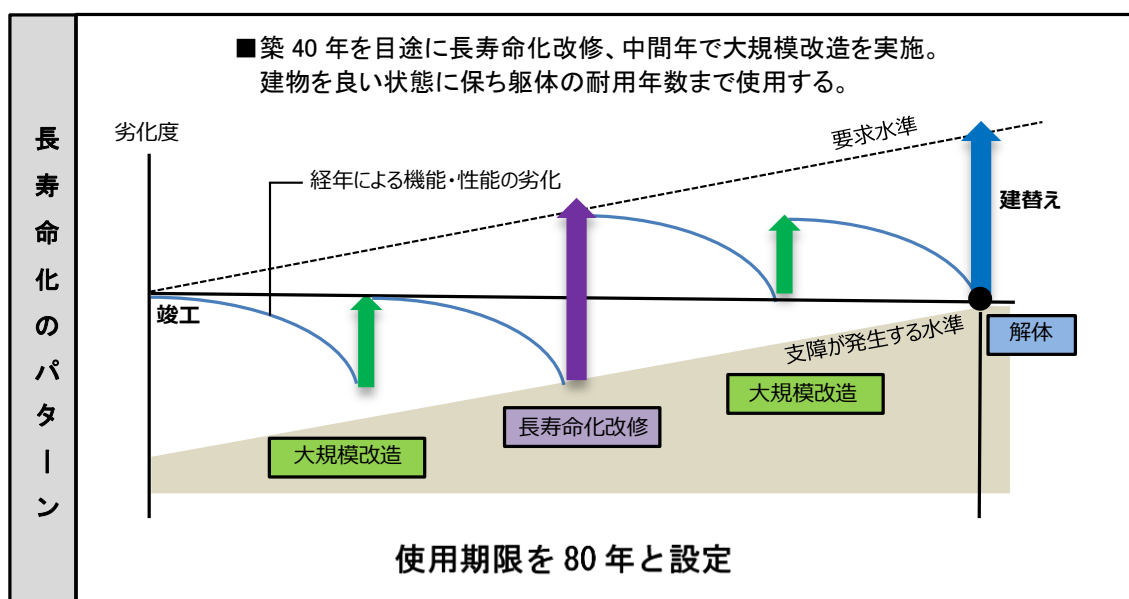 長寿命化のパターン
■築 40 年を目途に長寿命化改修、中間年で大規模改造を実施。
建物を良い状態に保ち躯体の耐用年数まで使用する。
劣化度
要求水準
経年による機能・性能の劣化
建替え
竣工
支障が発生する水準
解体
大規模改造
長寿命化改修
大規模改造
使用期限を 80 年と設定